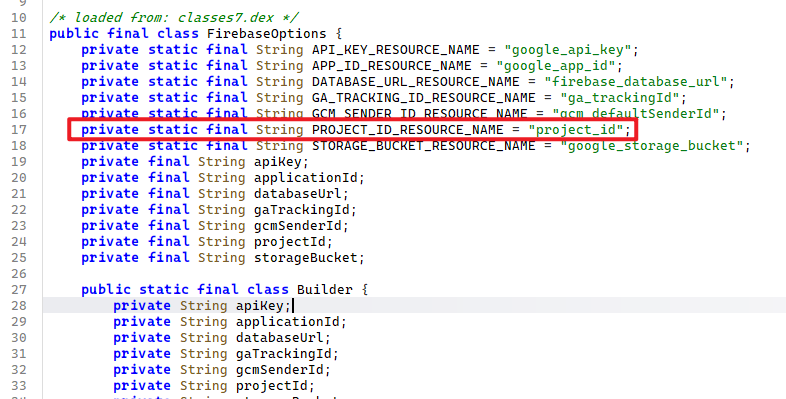 9
10 /* loaded from: classes7.dex */
11 public final class FirebaseOptions {
12 private static final String API_KEY_RESOURCE_NAME = "google_api_key";
13 private static final String APP_ID_RESOURCE_NAME = "google_app_id";
14 private static final String DATABASE_URL_RESOURCE_NAME = "firebase_database_url";
15 private static final String GA_TRACKING_ID_RESOURCE_NAME = "ga_trackingId";
16 private static final String GCM_SENDER_ID_RESOURCE_NAME = "gcm_defaultSenderId";
17 private static final String PROJECT_ID_RESOURCE_NAME = "project_id";
18 private static final String STORAGE_BUCKET_RESOURCE_NAME = "google_storage_bucket";
19 private final String apiKey;
20 private final String applicationId;
21 private final String databaseUrl;
22 private final String gaTrackingId;
23 private final String gcmSenderId;
24 private final String projectId;
25 private final String storageBucket;
26
27 public static final class Builder {
28 private String apiKey;
29 private String applicationId;
30 private String databaseUrl;
31 private String gaTrackingId;
32 private String gcmSenderId;
33 private String projectId;
34 private String storageBucket;